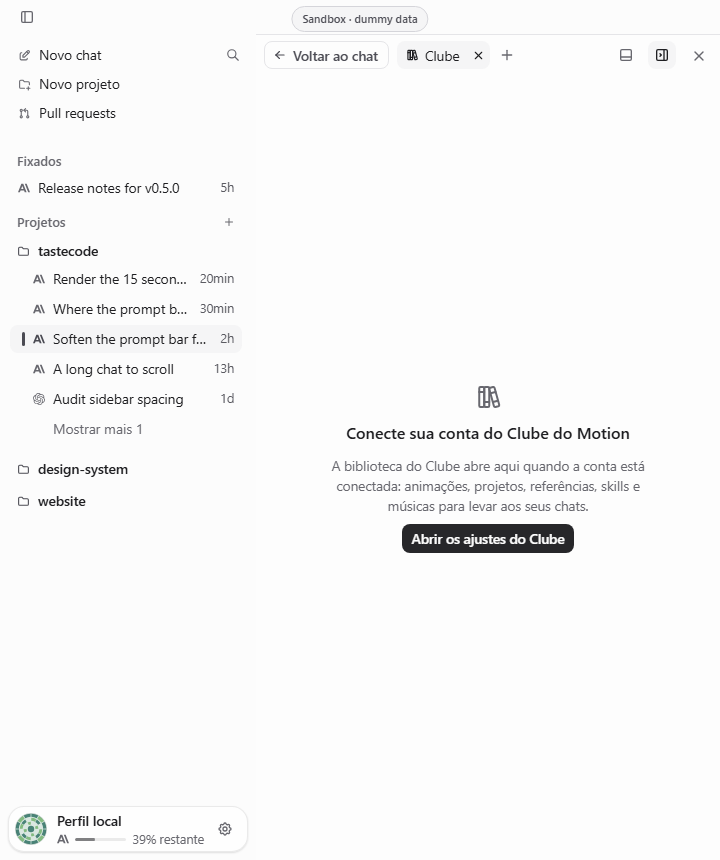 Sandbox · dummy data
Novo chat
Novo projeto
Pull requests
Fixados
Release notes for v0.5.0 5h
Projetos
tastecode
Render the 15 secon... 20min
Where the prompt b... 30min
Soften the prompt bar f... 2h
A long chat to scroll 13h
Audit sidebar spacing 1d
Mostrar mais 1
design-system
website
Perfil local
39% restante
Voltar ao chat
Clube
Conecte sua conta do Clube do Motion
A biblioteca do Clube abre aqui quando a conta está
conectada: animações, projetos, referências, skills e
músicas para levar aos seus chats.
Abrir os ajustes do Clube